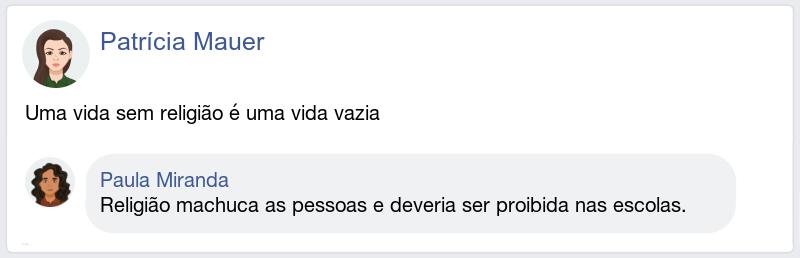 Patrícia Mauer
Uma vida sem religião é uma vida vazia
Paula Miranda
Religião machuca as pessoas e deveria ser proibida nas escolas.